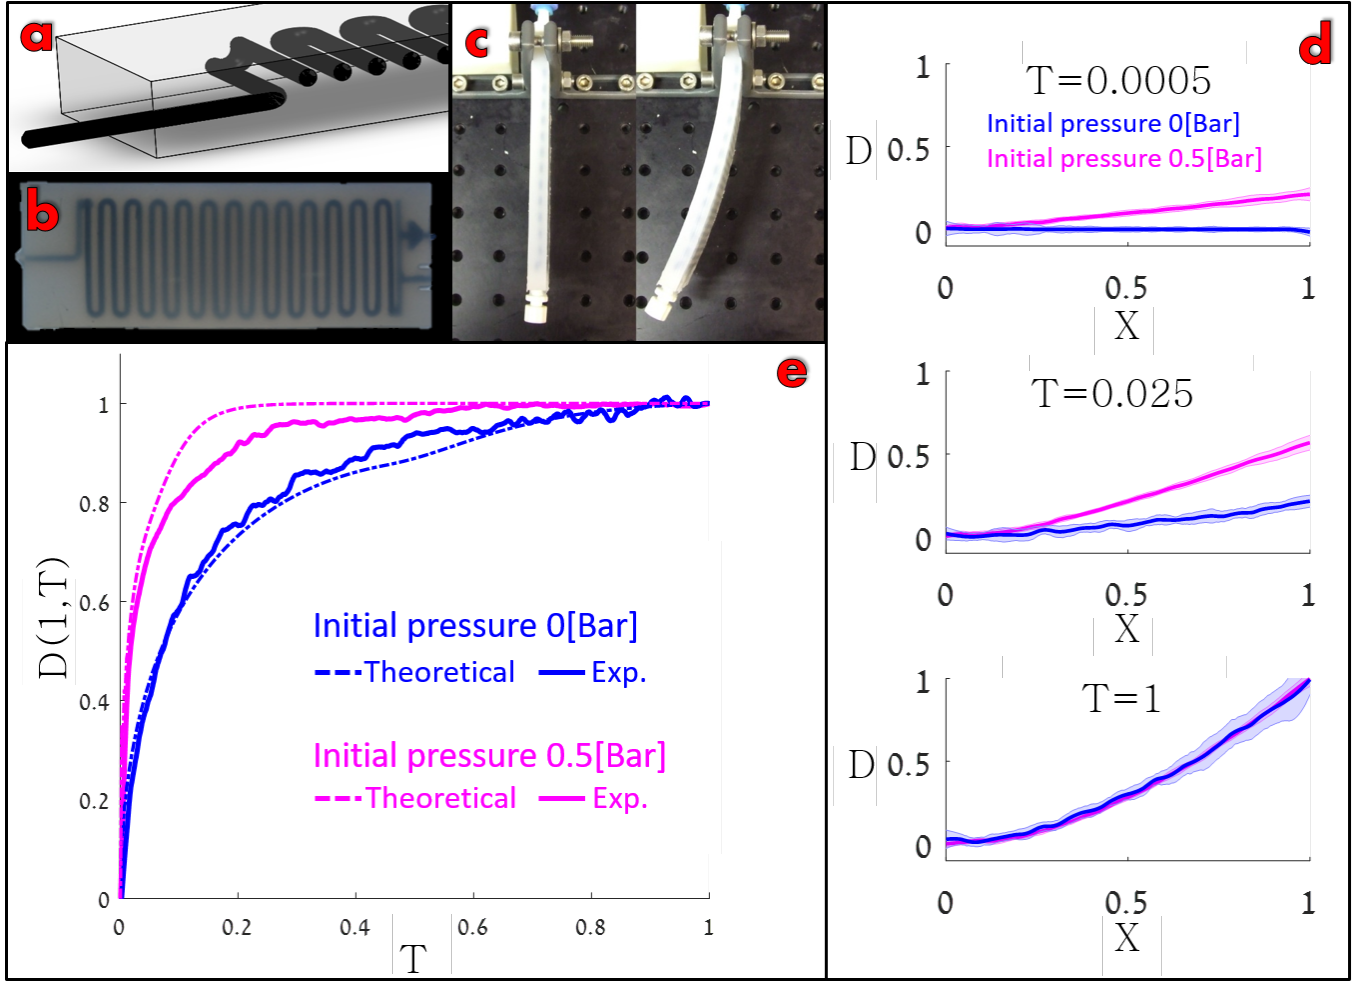 a
b
c
d
1
T=0.0005
Initial pressure 0[Bar]
Initial pressure 0.5[Bar]
D
0.5
0
0
0.5
1
X
1
T=0.025
D
0.5
0
0
0.5
1
X
1
T=1
D
0.5
0
0
0.5
1
X
e
1
0.8
0.6
0.4
0.2
0
D(1,T)
Initial pressure 0[Bar]
Theoretical Exp.
Initial pressure 0.5[Bar]
Theoretical Exp.
0
0.2
0.4
0.6
0.8
1
T